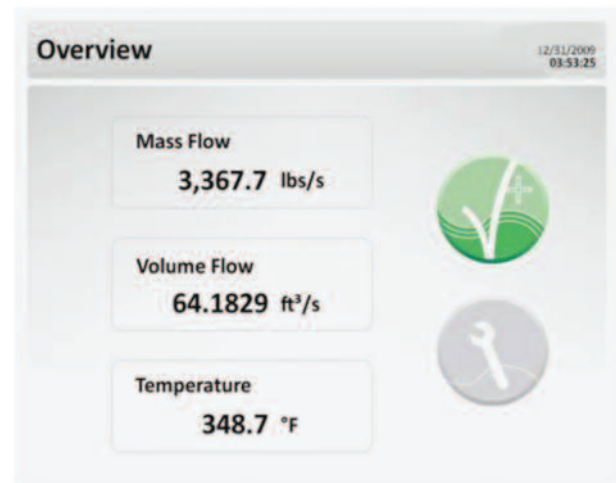 Overview
12/31/2009
03:53:25
Mass Flow
3,367.7 lbs/s
Volume Flow
64.1829 ft³/s
Temperature
348.7 °F